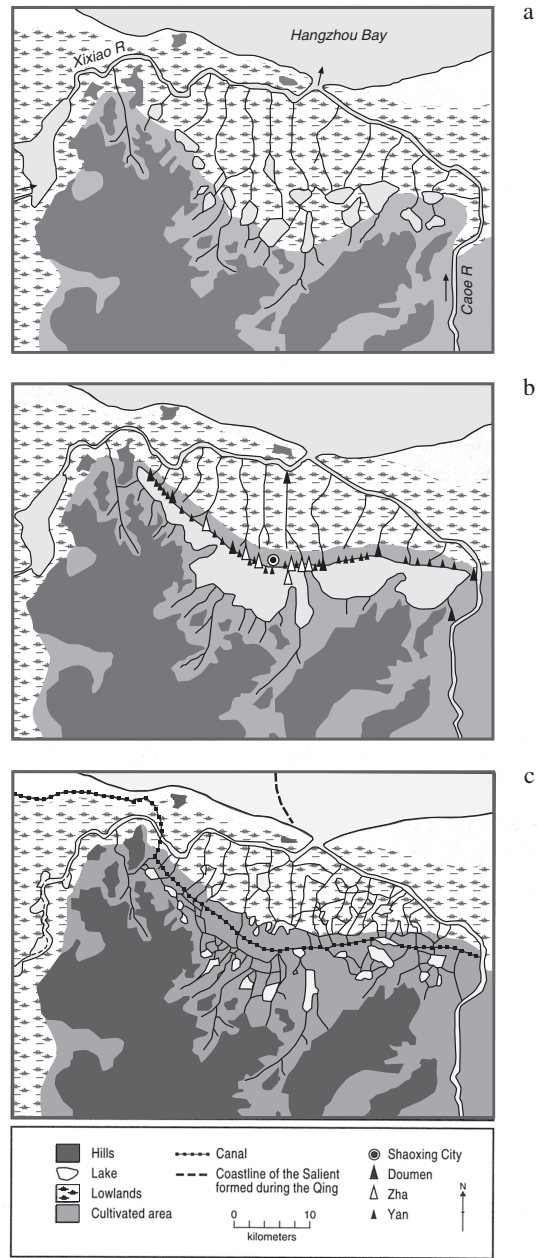 a
Hangzhou Bay
Xixiao R
Caoe R
b
c
Hills
Lake
Lowlands
Cultivated area
Canal
Coastline of the Salient
formed during the Qing
0 10
kilometers
Shaoxing City
Doumen
Zha
Yan
N